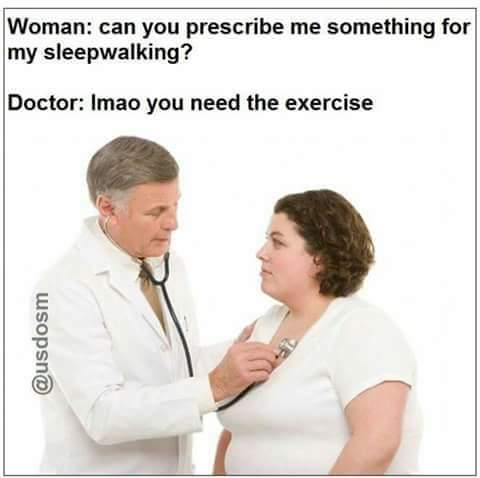 Woman: can you prescribe me something for
my sleepwalking?
Doctor: lmao you need the exercise
@usdosm